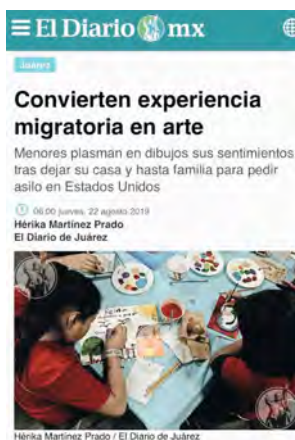 El Diario mx
Juárez
Convierten experiencia
migratoria en arte
Menores plasman en dibujos sus sentimientos
tras dejar su casa y hasta familia para pedir
asilo en Estados Unidos
06:00 jueves, 22 agosto 2019
Hérika Martínez Prado
El Diario de Juárez
Hérika Martínez Prado / El Diario de Juárez